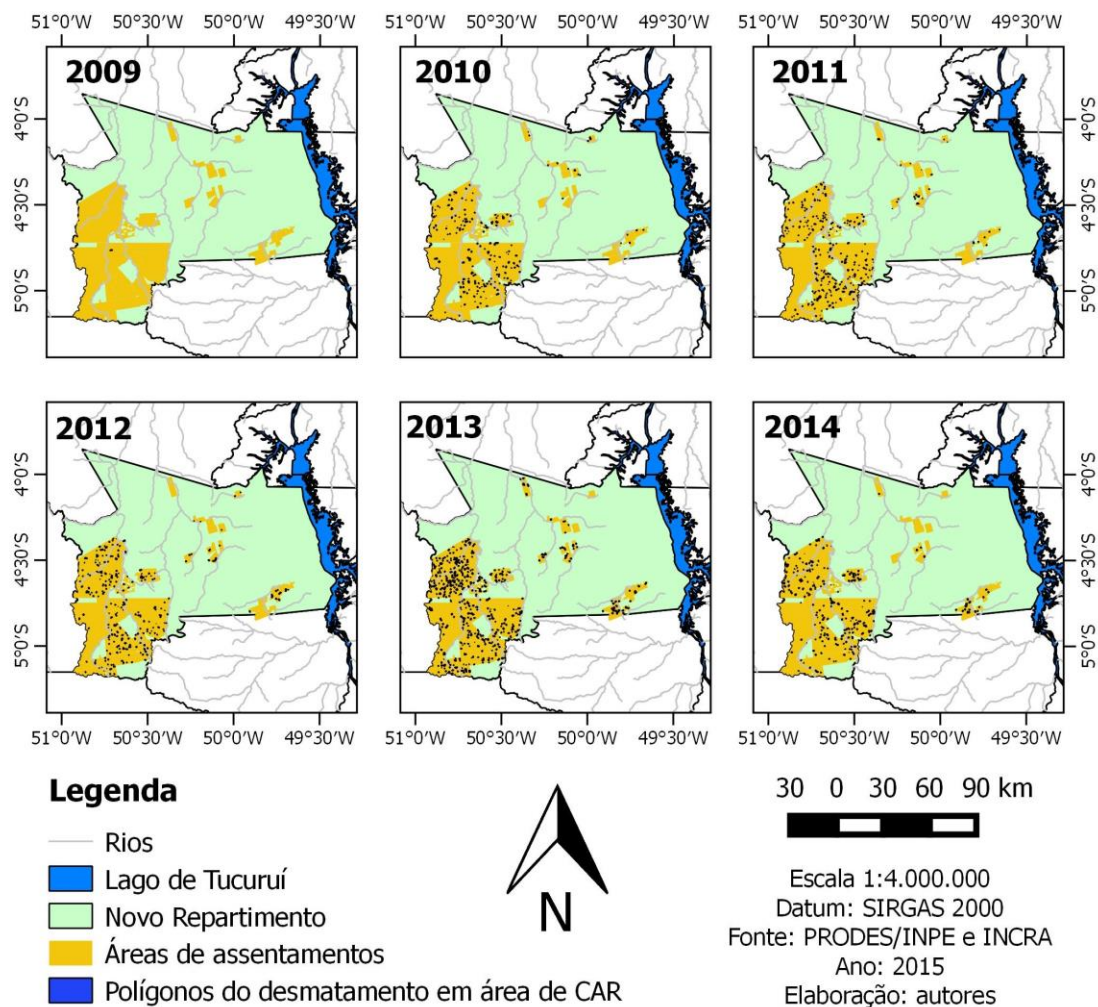 51°0'W 50°30'S 50°0'W 49°30'S 51°0'W 50°30'S 50°0'W 49°30'S 51°0'W 50°30'S 50°0'W 49°30'S
2009 2010 2011
4°0'S 4°0'S
4°30'S 4°30'S
5°0'S 5°0'S
2012 2013 2014
4°0'S 4°0'S
4°30'S 4°30'S
5°0'S 5°0'S
51°0'W 50°30'S 50°0'W 49°30'S 51°0'W 50°30'S 50°0'W 49°30'S 51°0'W 50°30'S 50°0'W 49°30'S
Legenda
Rios
Lago de Tucuruí
Novo Repartimento
Áreas de assentamentos
Polígonos do desmatamento em área de CAR
N
30 0 30 60 90 km
Escala 1:4.000.000
Datum: SIRGAS 2000
Fonte: PRODES/INPE e INCRA
Ano: 2015
Elaboração: autores